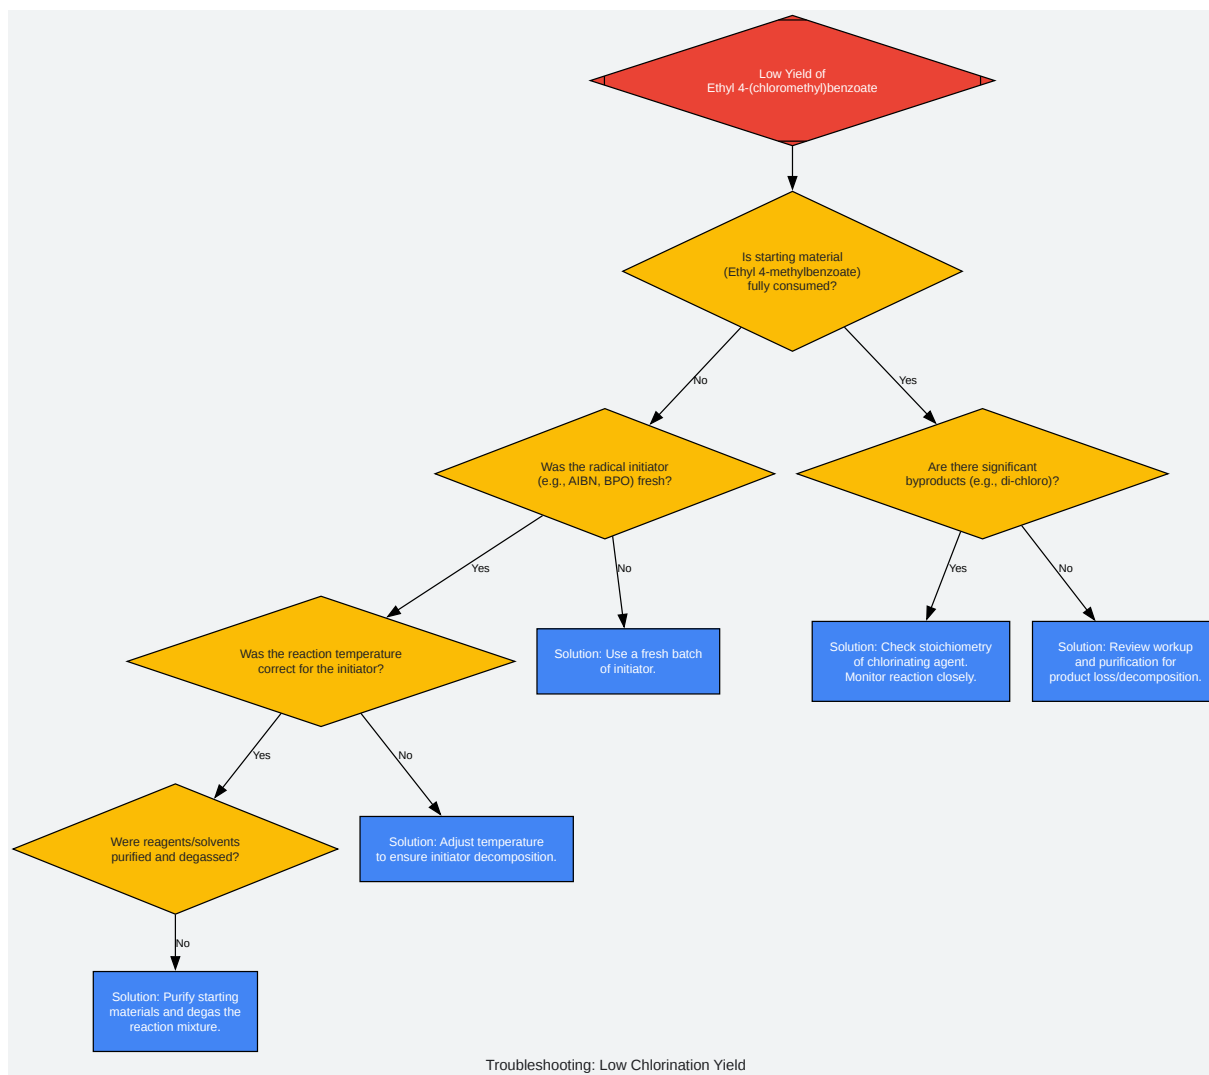 Low Yield of
Ethyl 4-(chloromethyl)benzoate
Is starting material
(Ethyl 4-methylbenzoate)
fully consumed?
No
Yes
Was the radical initiator
(e.g., AIBN, BPO) fresh?
Are there significant
byproducts (e.g., di-chloro)?
Yes
No
Yes
No
Was the reaction temperature
correct for the initiator?
Solution: Use a fresh batch
of initiator.
Solution: Check stoichiometry
of chlorinating agent.
Monitor reaction closely.
Solution: Review workup
and purification for
product loss/decomposition.
Yes
No
Were reagents/solvents
purified and degassed?
Solution: Adjust temperature
to ensure initiator decomposition.
No
Solution: Purify starting
materials and degas the
reaction mixture.
Troubleshooting: Low Chlorination Yield